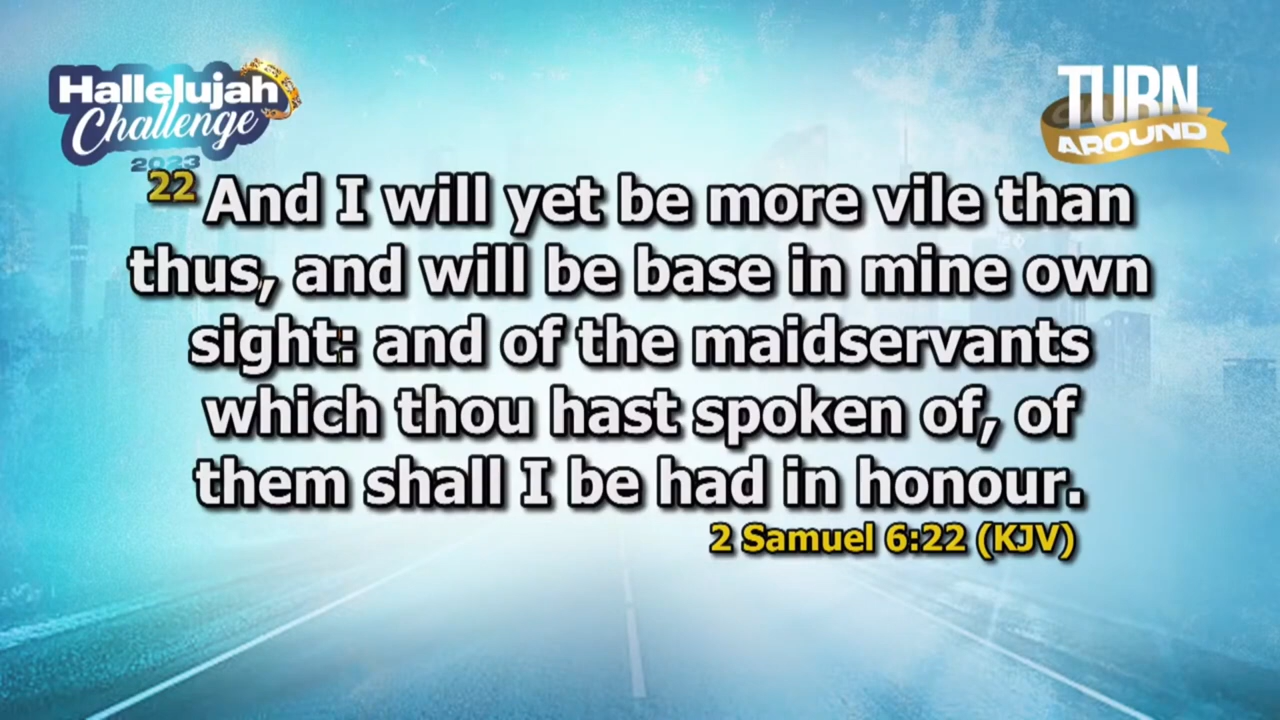 Hallelujah
Challenge
2023
TURN
AROUND
22 And I will yet be more vile than
thus, and will be base in mine own
sight: and of the maidservants
which thou hast spoken of, of
them shall I be had in honour.
2 Samuel 6:22 (KJV)